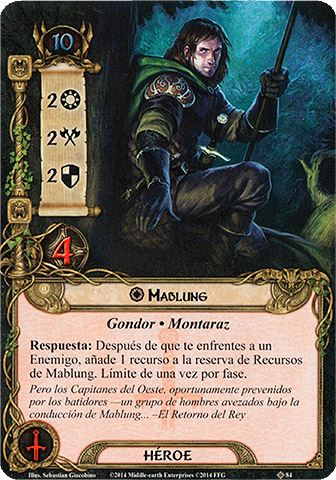 10
2
2
2
4
Mablung
Gondor • Montaraz
Respuesta: Después de que te enfrentes a un
Enemigo, añade 1 recurso a la reserva de Recursos
de Mablung. Límite de una vez por fase.
Pero los Capitanes del Oeste, oportunamente prevenidos
por los batidores —un grupo de hombres avezados bajo la
conducción de Mablung... –El Retorno del Rey
HÉROE
Illus. Sebastian Giacobino ©2014 Middle-earth Enterprises ©2014 FFG 84